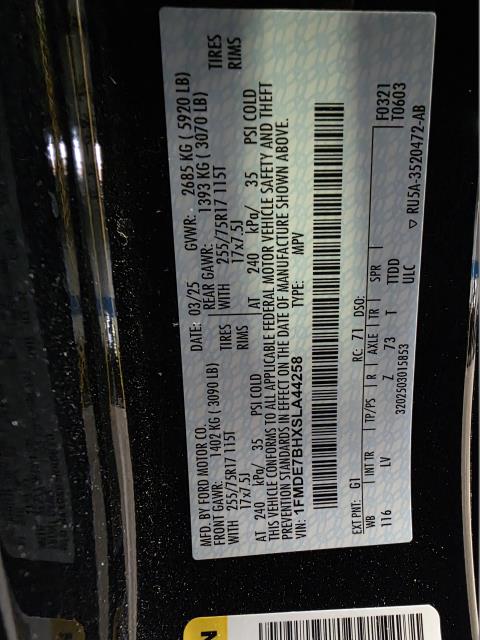 MFD. BY FORD MOTOR CO.
DATE: 03/25 GVWR: 2685 KG ( 5920 LB)
FRONT GAWR: 1402 KG ( 3090 LB) REAR GAWR: 1393 KG ( 3070 LB)
WITH 255/75R17 115T TIRES WITH 255/75R17 115T TIRES
17x7.5J RIMS 17x7.5J RIMS
AT 240 kPa/ 35 PSI COLD AT 240 kPa/ 35 PSI COLD
THIS VEHICLE CONFORMS TO ALL APPLICABLE FEDERAL MOTOR VEHICLE SAFETY AND THEFT
PREVENTION STANDARDS IN EFFECT ON THE DATE OF MANUFACTURE SHOWN ABOVE.
VIN: 1FMDE7BHXSLA44258 TYPE: MPV
F0321
T0603
EXT PNT: G1 RC: 71 DSO:
WB INT TR TP/PS R AXLE TR SPR
116 LV Z 73 T TTDD
ULC
3202503015853
▽ RU5A-3520472-AB
N